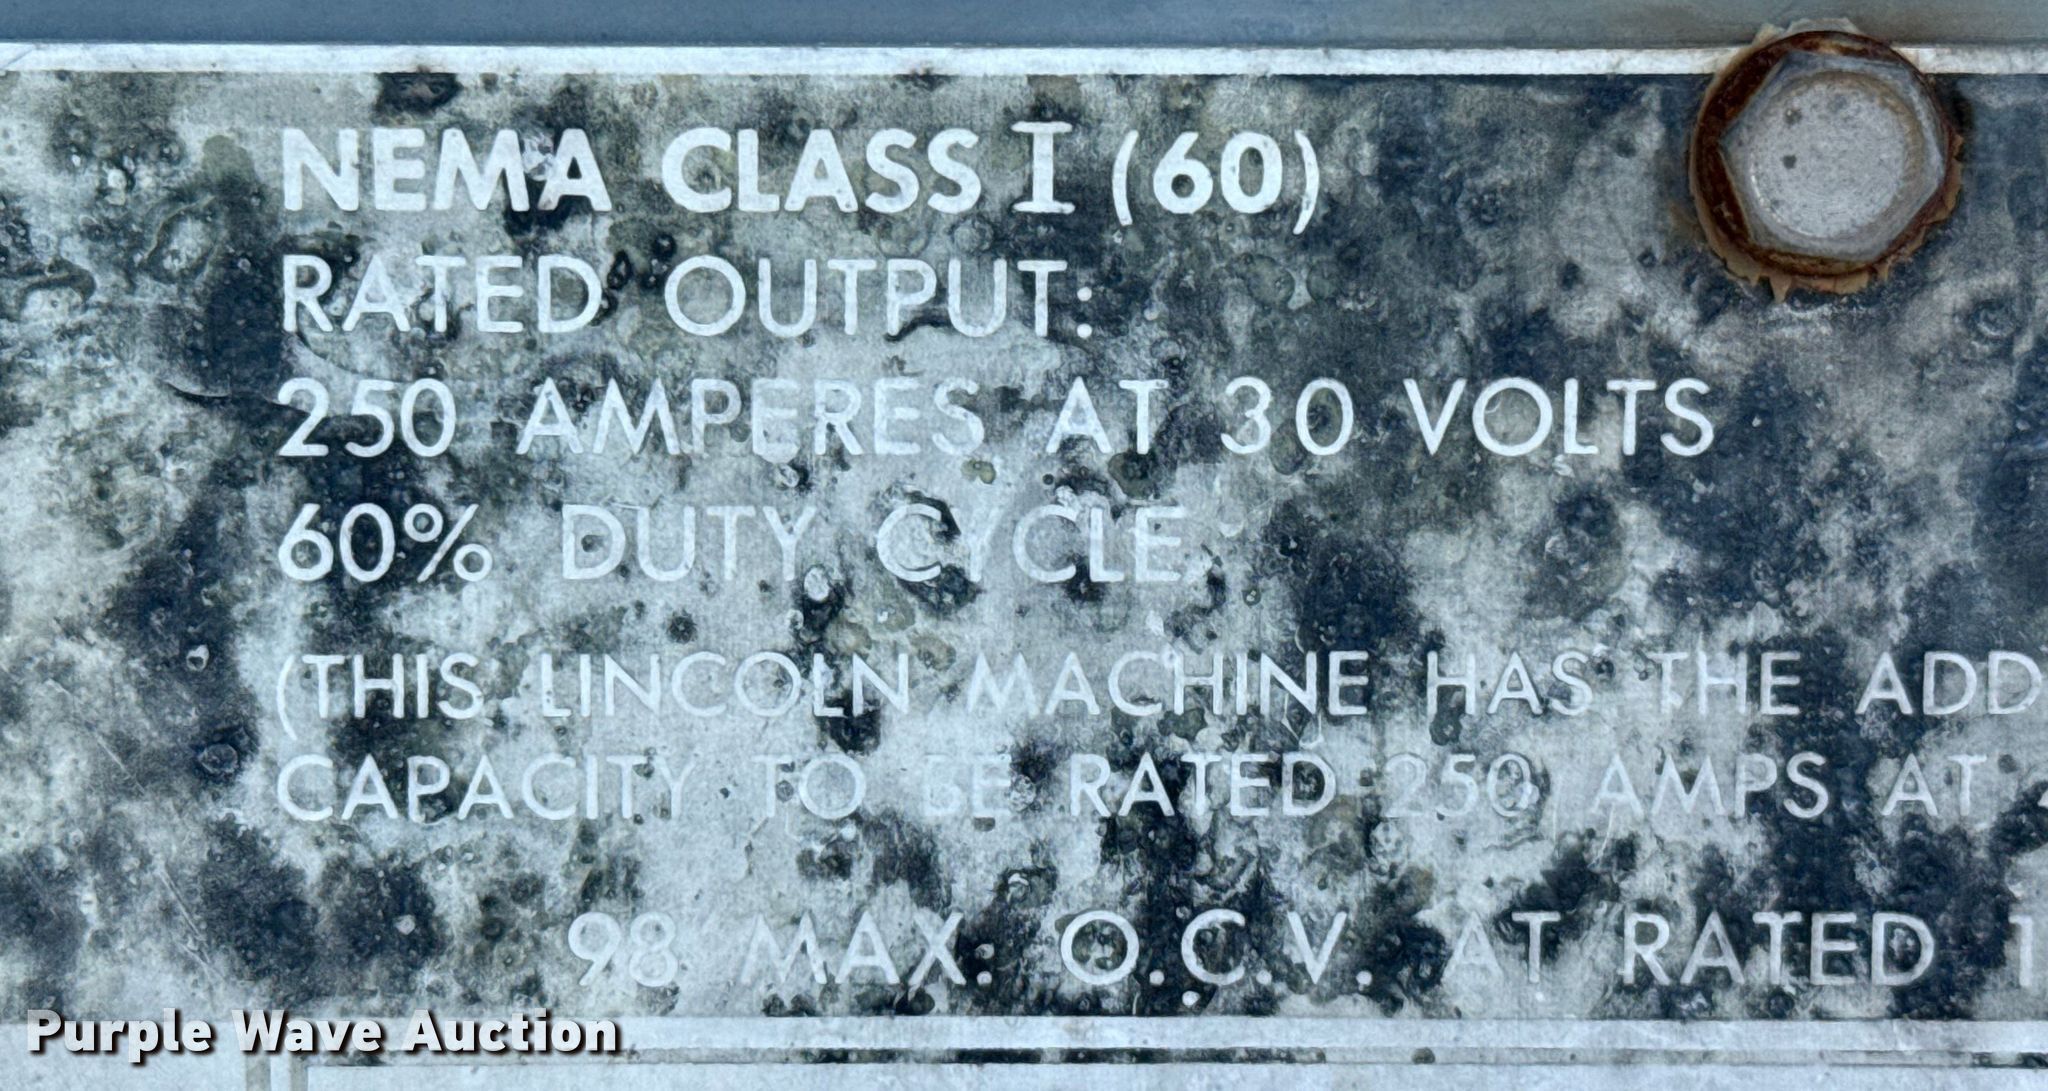 NEMA CLASS I (60)
RATED OUTPUT:
250 AMPERES AT 30 VOLTS
60% DUTY CYCLE.
(THIS LINCOLN MACHINE HAS THE ADD
CAPACITY TO BE RATED 250 AMPS AT
98 MAX. O.C.V. AT RATED 1
Purple Wave Auction